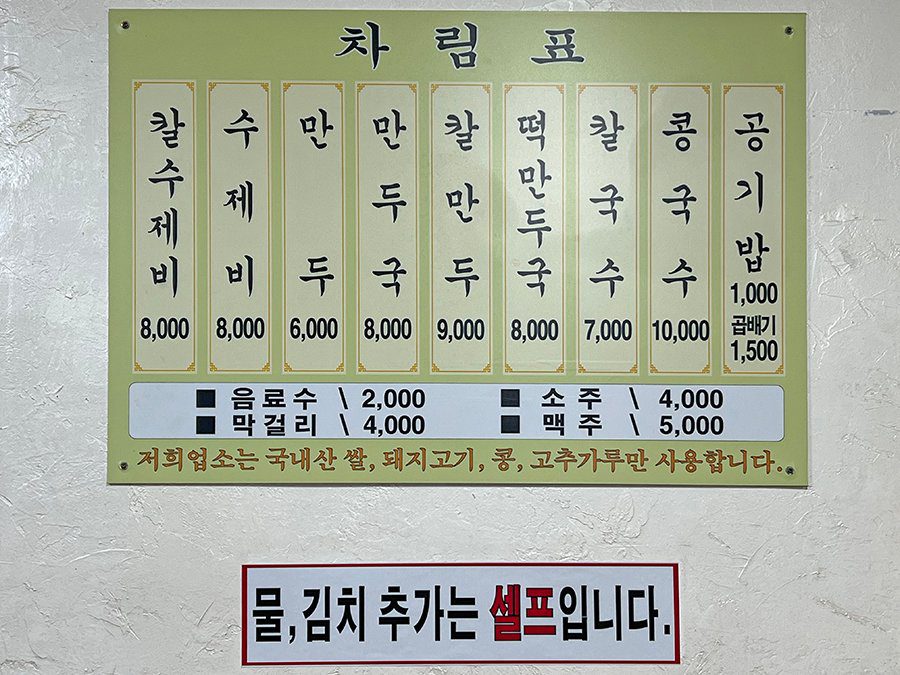 차림표
칼수제비 8,000
수제비 8,000
만두 6,000
만두국 8,000
칼만두 9,000
떡만두국 8,000
칼국수 7,000
콩국수 10,000
공기밥 1,000
곱배기 1,500
■ 음료수 \ 2,000 ■ 소주 \ 4,000
■ 막걸리 \ 4,000 ■ 맥주 \ 5,000
저희업소는 국내산 쌀, 돼지고기, 콩, 고추가루만 사용합니다.
물,김치 추가는 셀프입니다.